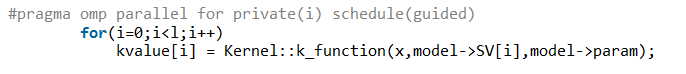 #pragma omp parallel for private(i) schedule(guided)
for(i=0;i<l;i++)
kvalue[i] = Kernel::k_function(x,model->SV[i],model->param);